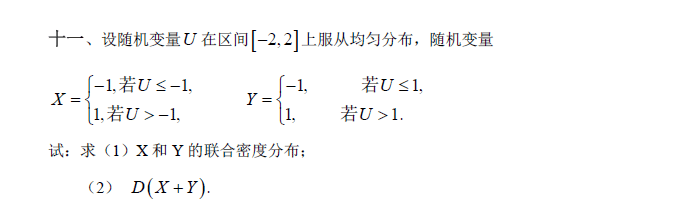 十一、设随机变量U在区间[−2,2]上服从均匀分布，随机变量
X = {−1,若U ≤ −1, 1,若U > −1, Y = {−1, 若U ≤ 1, 1, 若U > 1.
试：求（1）X 和 Y 的联合密度分布；
（2） D(X + Y).